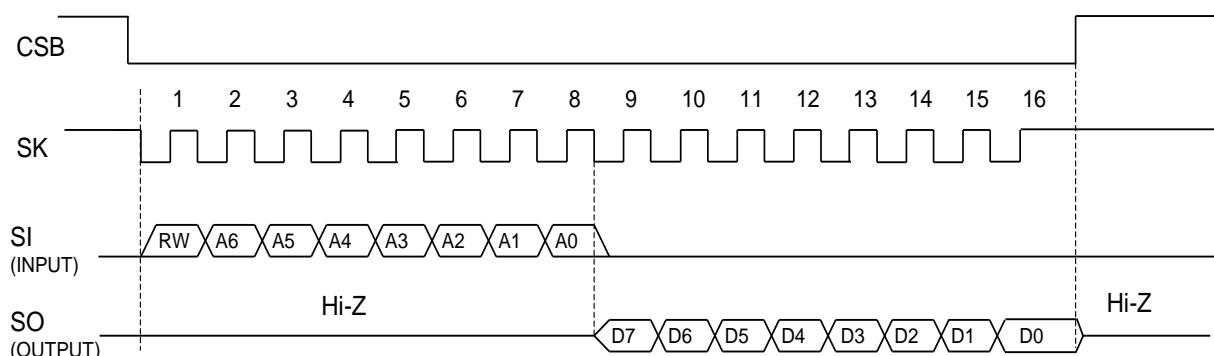 CSB
1 2 3 4 5 6 7 8 9 10 11 12 13 14 15 16
SK
SI
(INPUT)
RW A6 A5 A4 A3 A2 A1 A0
Hi-Z
Hi-Z
SO
(OUTPUT)
D7 D6 D5 D4 D3 D2 D1 D0